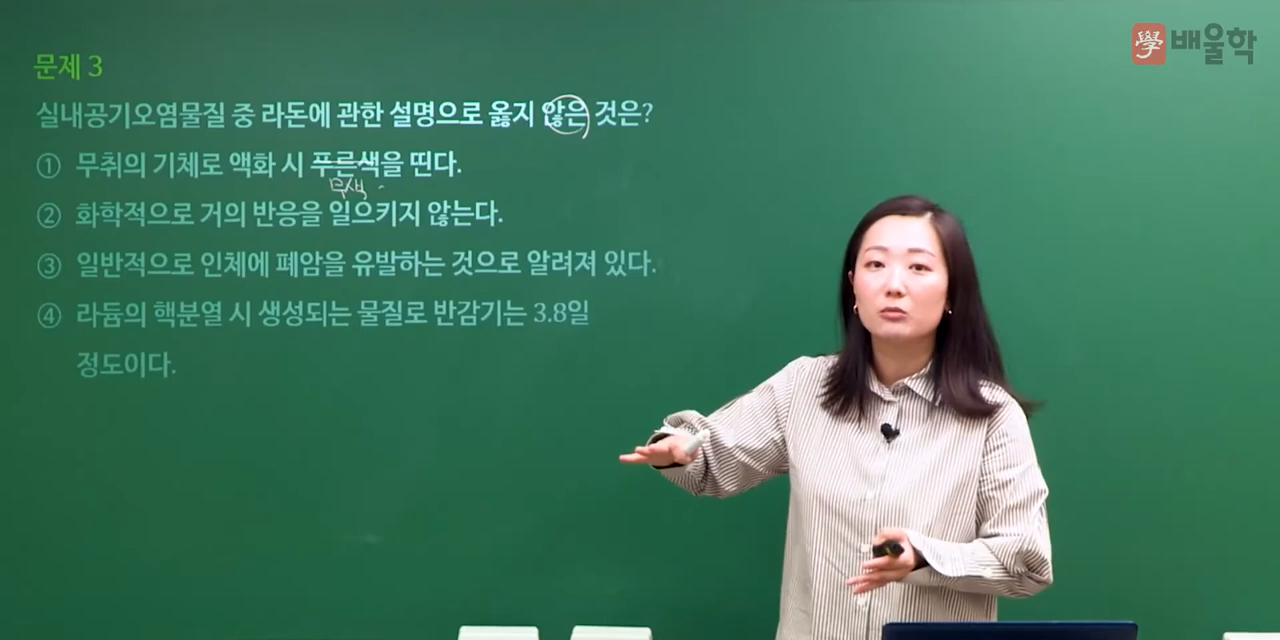 學 배울학
문제 3
실내공기오염물질 중 라돈에 관한 설명으로 옳지 않은 것은?
① 무취의 기체로 액화 시 푸른색을 띤다.
무색
② 화학적으로 거의 반응을 일으키지 않는다.
③ 일반적으로 인체에 폐암을 유발하는 것으로 알려져 있다.
④ 라듐의 핵분열 시 생성되는 물질로 반감기는 3.8일
정도이다.